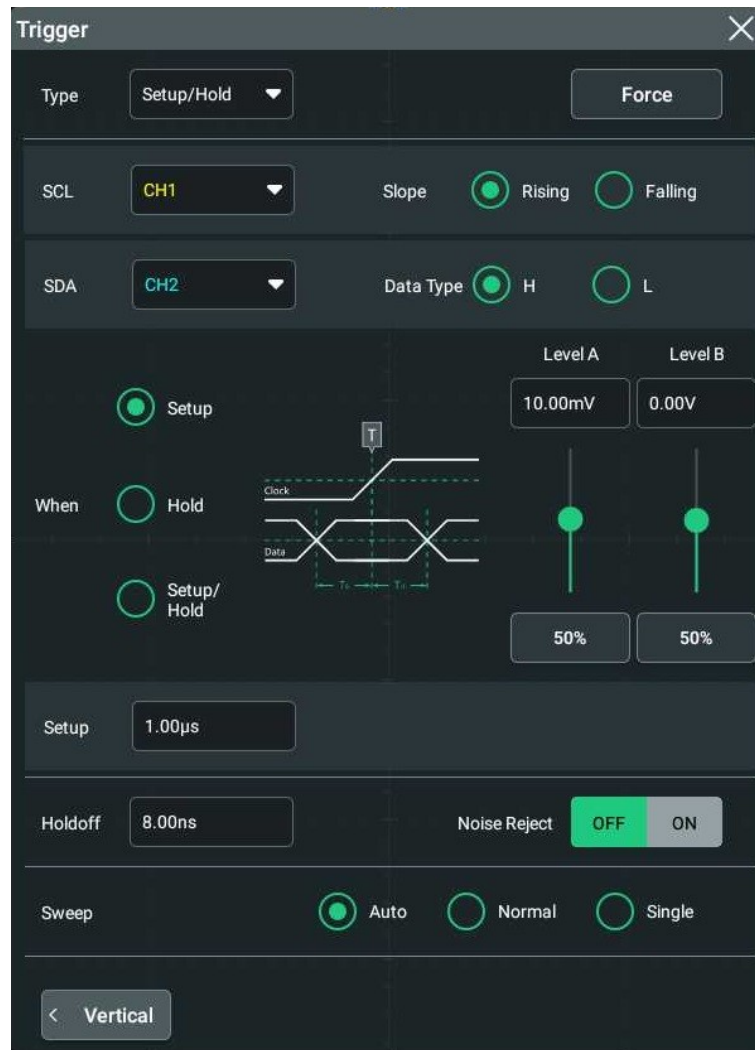 Trigger
Type Setup/Hold Force
SCL CH1 Slope Rising Falling
SDA CH2 Data Type H L
Level A Level B
10.00mV 0.00V
Setup
T
Clock
When Hold
Data
Setup/
Hold
50% 50%
Setup 1.00µs
Holdoff 8.00ns Noise Reject OFF ON
Sweep Auto Normal Single
< Vertical